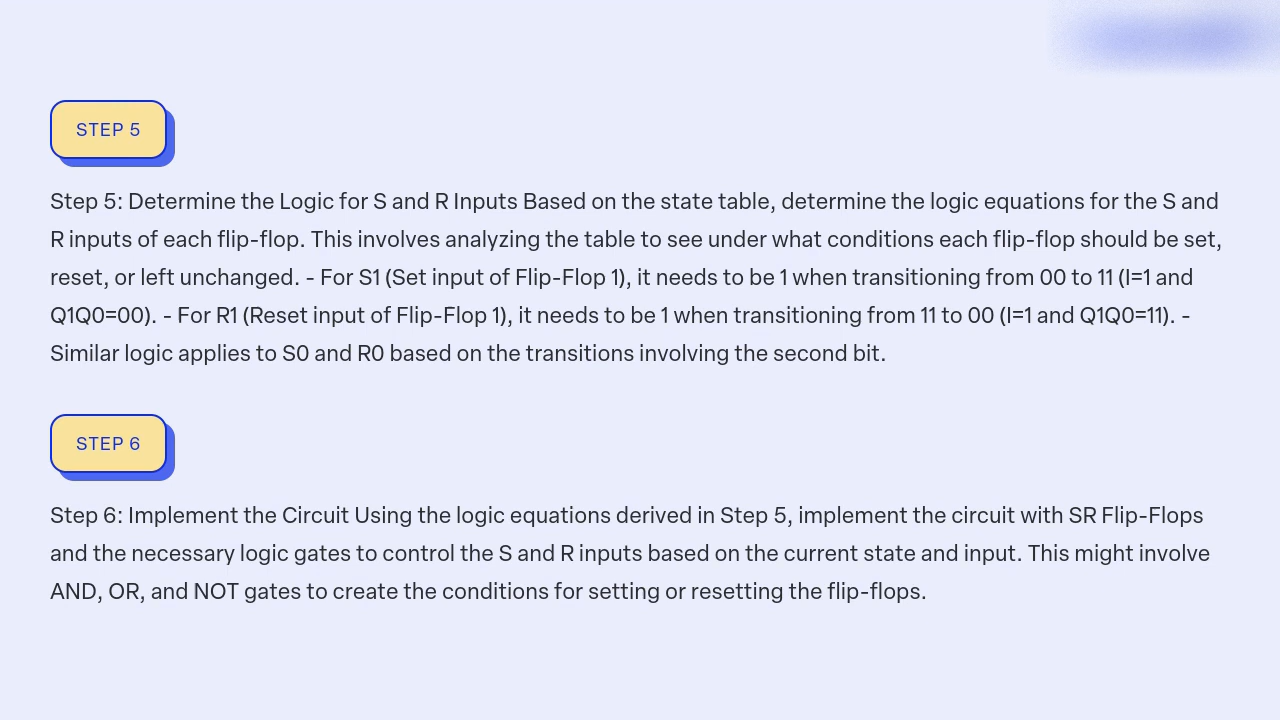 STEP 5
Step 5: Determine the Logic for S and R Inputs Based on the state table, determine the logic equations for the S and
R inputs of each flip-flop. This involves analyzing the table to see under what conditions each flip-flop should be set,
reset, or left unchanged. - For S1 (Set input of Flip-Flop 1), it needs to be 1 when transitioning from 00 to 11 (I=1 and
Q1Q0=00). - For R1 (Reset input of Flip-Flop 1), it needs to be 1 when transitioning from 11 to 00 (I=1 and Q1Q0=11). -
Similar logic applies to S0 and R0 based on the transitions involving the second bit.
STEP 6
Step 6: Implement the Circuit Using the logic equations derived in Step 5, implement the circuit with SR Flip-Flops
and the necessary logic gates to control the S and R inputs based on the current state and input. This might involve
AND, OR, and NOT gates to create the conditions for setting or resetting the flip-flops.